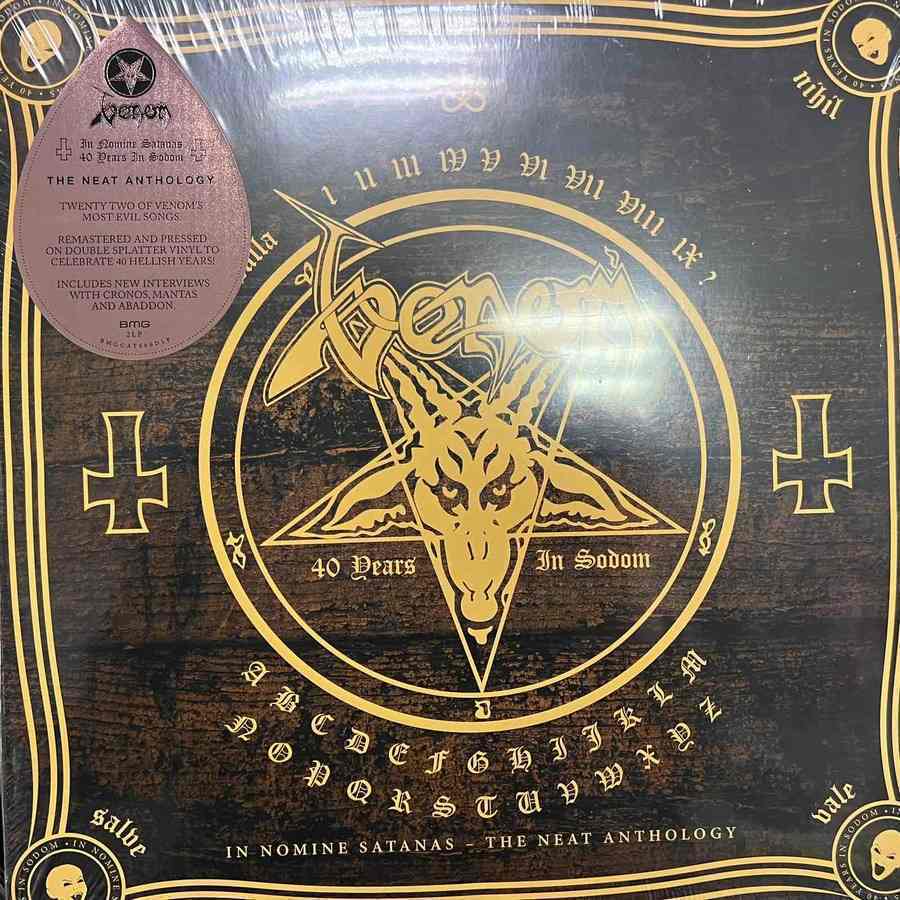 Venom
In Nomine Satanas
40 Years In Sodom
THE NEAT ANTHOLOGY
TWENTY TWO OF VENOM'S
MOST EVIL SONGS.
REMASTERED AND PRESSED
ON DOUBLE SPLATTER VINYL TO
CELEBRATE 40 HELLISH YEARS!
INCLUDES NEW INTERVIEWS
WITH CRONOS, MANTAS
AND ABADDON.
BMG
2LP
nihil
I II III IV V VI VII VIII IX
Venom
40 Years In Sodom
A B C D E F G H I J K L M
N O P Q R S T U V W X Y Z
salve
vale
IN NOMINE SATANAS – THE NEAT ANTHOLOGY